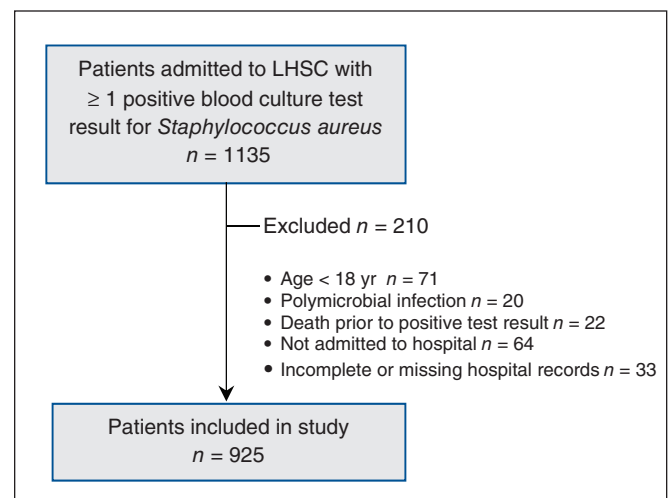 Patients admitted to LHSC with
≥ 1 positive blood culture test
result for Staphylococcus aureus
n = 1135
Excluded n = 210
• Age < 18 yr n = 71
• Polymicrobial infection n = 20
• Death prior to positive test result n = 22
• Not admitted to hospital n = 64
• Incomplete or missing hospital records n = 33
Patients included in study
n = 925